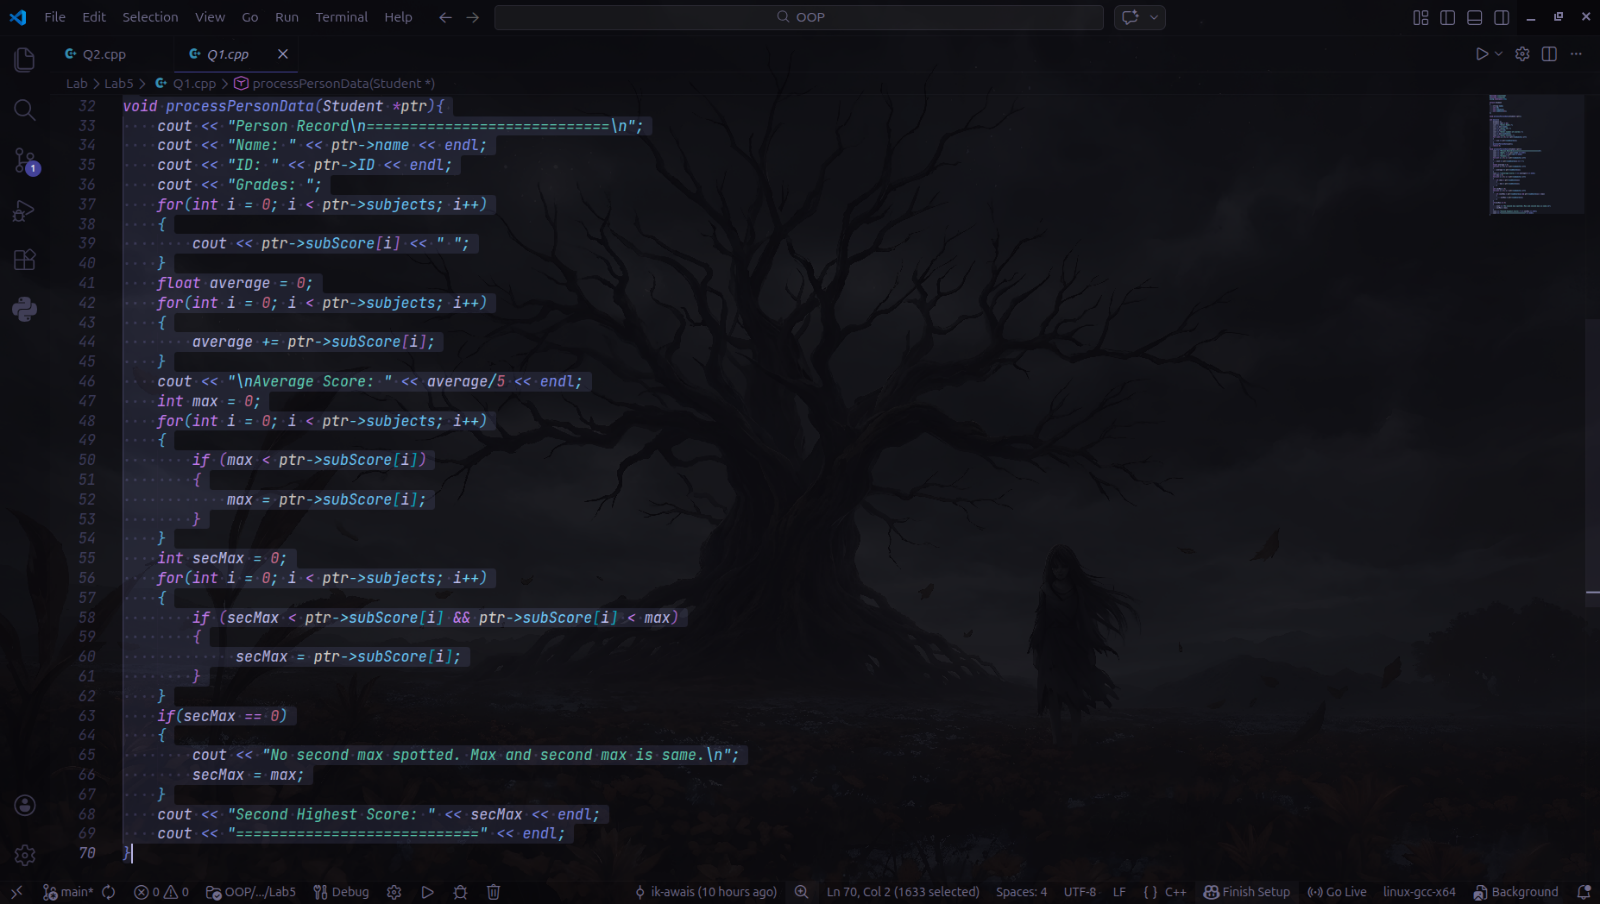 File Edit Selection View Go Run Terminal Help OOP
Q2.cpp Q1.cpp
Lab > Lab5 > Q1.cpp > processPersonData(Student *)
32 void processPersonData(Student *ptr){
33 cout << "Person Record\n============================\n";
34 cout << "Name: " << ptr->name << endl;
35 cout << "ID: " << ptr->ID << endl;
36 cout << "Grades: ";
37 for(int i = 0; i < ptr->subjects; i++)
38 {
39 cout << ptr->subScore[i] << " ";
40 }
41 float average = 0;
42 for(int i = 0; i < ptr->subjects; i++)
43 {
44 average += ptr->subScore[i];
45 }
46 cout << "\nAverage Score: " << average/5 << endl;
47 int max = 0;
48 for(int i = 0; i < ptr->subjects; i++)
49 {
50 if (max < ptr->subScore[i])
51 {
52 max = ptr->subScore[i];
53 }
54 }
55 int secMax = 0;
56 for(int i = 0; i < ptr->subjects; i++)
57 {
58 if (secMax < ptr->subScore[i] && ptr->subScore[i] < max)
59 {
60 secMax = ptr->subScore[i];
61 }
62 }
63 if(secMax == 0)
64 {
65 cout << "No second max spotted. Max and second max is same.\n";
66 secMax = max;
67 }
68 cout << "Second Highest Score: " << secMax << endl;
69 cout << "============================" << endl;
70 }
1
main* 0 0 OOP/.../Lab5 Debug ik-awais (10 hours ago) Ln 70, Col 2 (1633 selected) Spaces: 4 UTF-8 LF { } C++ Finish Setup Go Live linux-gcc-x64 Background